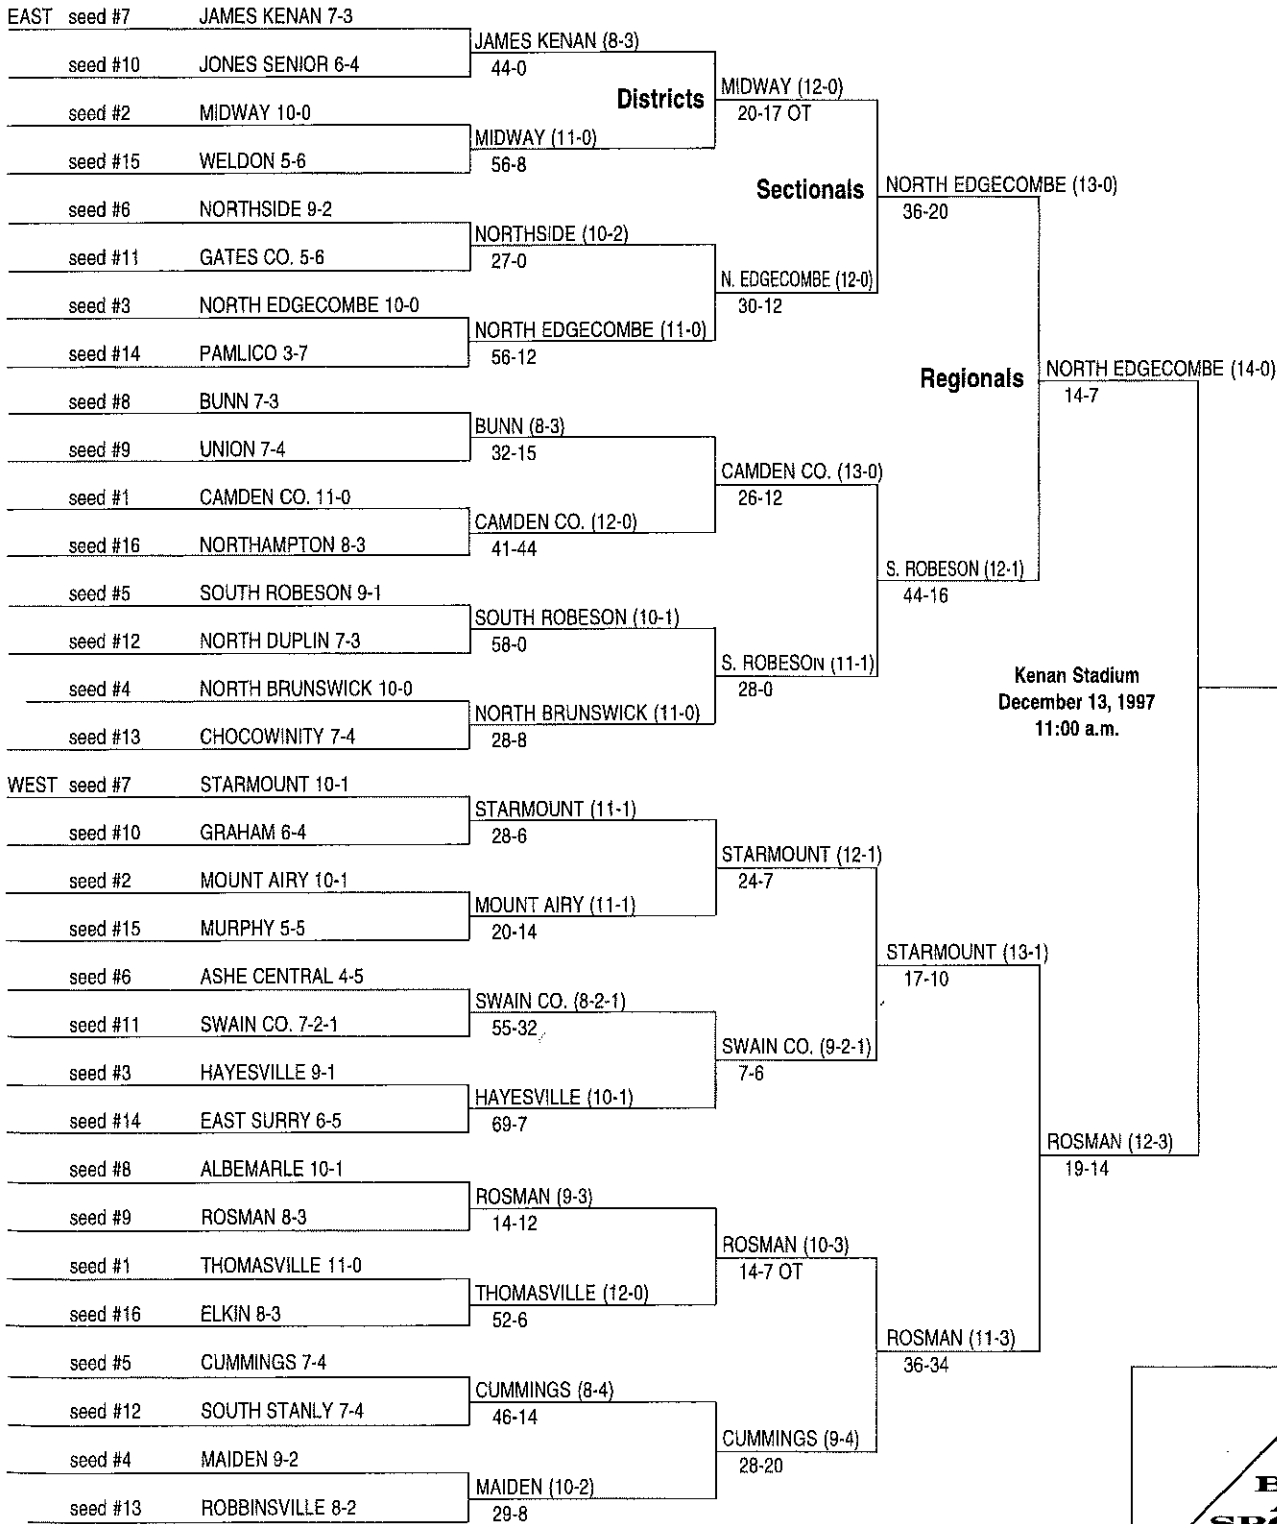 EAST seed #7 JAMES KENAN 7-3
JAMES KENAN (8-3)
seed #10 JONES SENIOR 6-4
44-0
Districts
MIDWAY (12-0)
20-17 OT
seed #2 MIDWAY 10-0
MIDWAY (11-0)
seed #15 WELDON 5-6
56-8
Sectionals
NORTH EDGECOMBE (13-0)
36-20
seed #6 NORTHSIDE 9-2
NORTHSIDE (10-2)
seed #11 GATES CO. 5-6
27-0
N. EDGECOMBE (12-0)
30-12
seed #3 NORTH EDGECOMBE 10-0
NORTH EDGECOMBE (11-0)
seed #14 PAMLICO 3-7
56-12
Regionals
NORTH EDGECOMBE (14-0)
14-7
seed #8 BUNN 7-3
BUNN (8-3)
seed #9 UNION 7-4
32-15
CAMDEN CO. (13-0)
26-12
seed #1 CAMDEN CO. 11-0
CAMDEN CO. (12-0)
seed #16 NORTHAMPTON 8-3
41-44
S. ROBESON (12-1)
44-16
seed #5 SOUTH ROBESON 9-1
SOUTH ROBESON (10-1)
seed #12 NORTH DUPLIN 7-3
58-0
S. ROBESON (11-1)
28-0
seed #4 NORTH BRUNSWICK 10-0
NORTH BRUNSWICK (11-0)
seed #13 CHOCOWINITY 7-4
28-8
Kenan Stadium
December 13, 1997
11:00 a.m.
WEST seed #7 STARMOUNT 10-1
STARMOUNT (11-1)
seed #10 GRAHAM 6-4
28-6
STARMOUNT (12-1)
24-7
seed #2 MOUNT AIRY 10-1
MOUNT AIRY (11-1)
seed #15 MURPHY 5-5
20-14
STARMOUNT (13-1)
17-10
seed #6 ASHE CENTRAL 4-5
SWAIN CO. (8-2-1)
seed #11 SWAIN CO. 7-2-1
55-32
SWAIN CO. (9-2-1)
7-6
seed #3 HAYESVILLE 9-1
HAYESVILLE (10-1)
seed #14 EAST SURRY 6-5
69-7
ROSMAN (12-3)
19-14
seed #8 ALBEMARLE 10-1
ROSMAN (9-3)
seed #9 ROSMAN 8-3
14-12
ROSMAN (10-3)
14-7 OT
seed #1 THOMASVILLE 11-0
THOMASVILLE (12-0)
seed #16 ELKIN 8-3
52-6
ROSMAN (11-3)
36-34
seed #5 CUMMINGS 7-4
CUMMINGS (8-4)
seed #12 SOUTH STANLY 7-4
46-14
CUMMINGS (9-4)
28-20
seed #4 MAIDEN 9-2
MAIDEN (10-2)
seed #13 ROBBINSVILLE 8-2
29-8